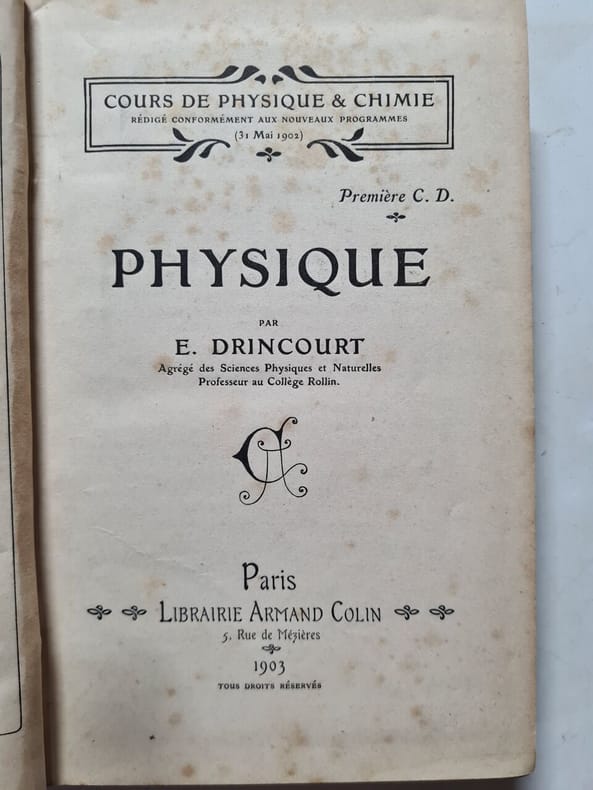 COURS DE PHYSIQUE & CHIMIE
RÉDIGÉ CONFORMÉMENT AUX NOUVEAUX PROGRAMMES
(31 Mai 1902)
Première C. D.
PHYSIQUE
PAR
E. DRINCOURT
Agrégé des Sciences Physiques et Naturelles
Professeur au Collège Rollin.
Paris
LIBRAIRIE ARMAND COLIN
5, Rue de Mézières
1903
TOUS DROITS RÉSERVÉS